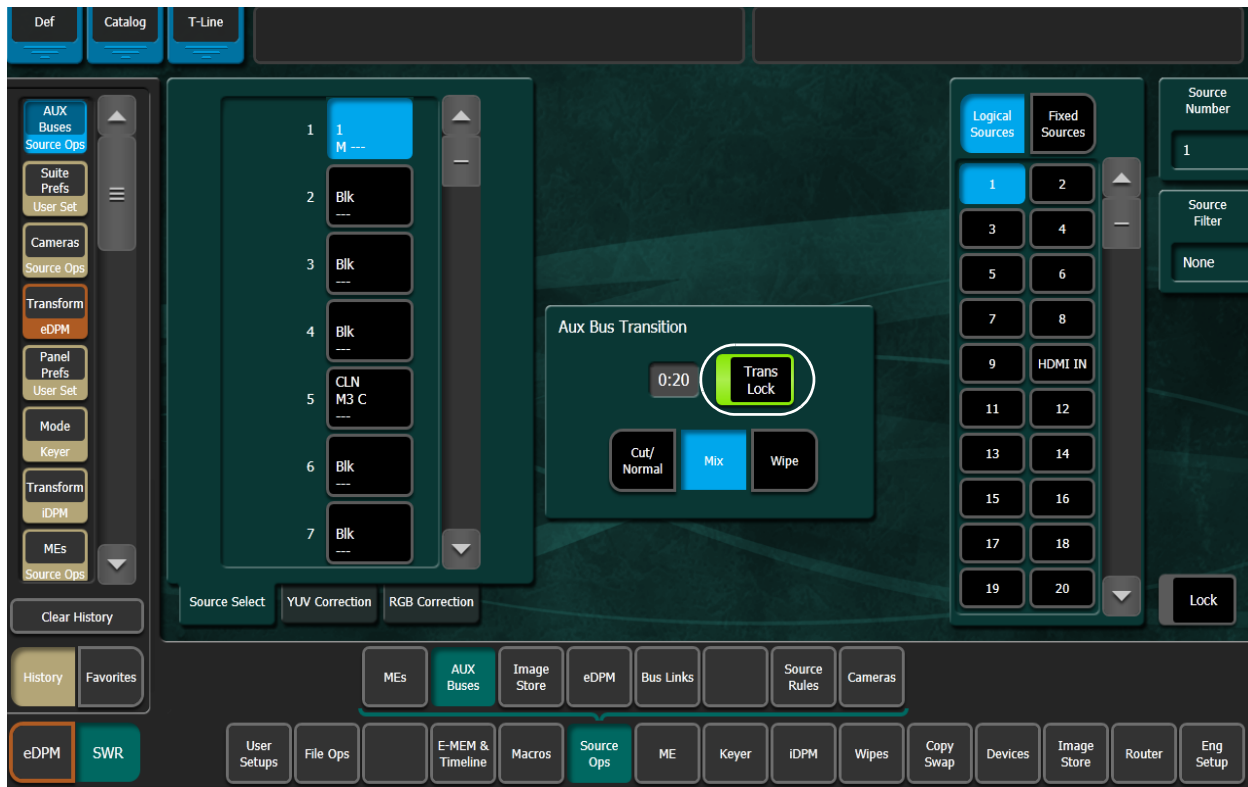 Def
Catalog
T-Line
AUX
Buses
Source Ops
Suite
Prefs
User Set
Cameras
Source Ops
Transform
eDPM
Panel
Prefs
User Set
Mode
Keyer
Transform
iDPM
MEs
Source Ops
Clear History
History
Favorites
eDPM
SWR
1
1
M ---
2
Blk
---
3
Blk
---
4
Blk
---
5
CLN
M3 C
---
6
Blk
---
7
Blk
---
Source Select
YUV Correction
RGB Correction
Aux Bus Transition
0:20
Trans
Lock
Cut/
Normal
Mix
Wipe
Logical
Sources
Fixed
Sources
1
2
3
4
5
6
7
8
9
HDMI IN
11
12
13
14
15
16
17
18
19
20
Source
Number
1
Source
Filter
None
Lock
MEs
AUX
Buses
Image
Store
eDPM
Bus Links
Source
Rules
Cameras
User
Setups
File Ops
E-MEM &
Timeline
Macros
Source
Ops
ME
Keyer
iDPM
Wipes
Copy
Swap
Devices
Image
Store
Router
Eng
Setup